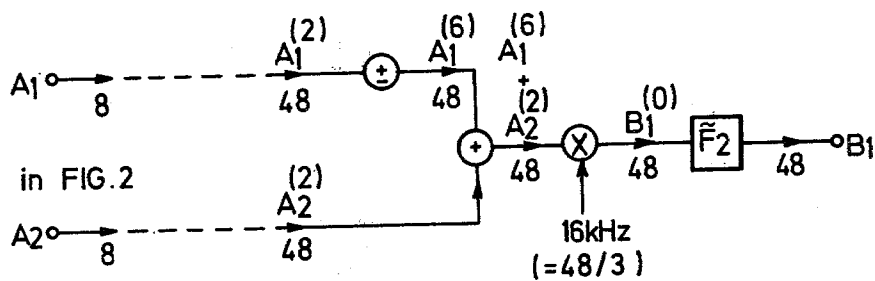 A1 8 A1(2) 48 ± A1(6) 48 A1(6) + A2(2) 48 X B1(0) 48 F̃2 48 B1
+
in FIG.2
A2 8 A2(2) 48
16kHz
(=48/3)